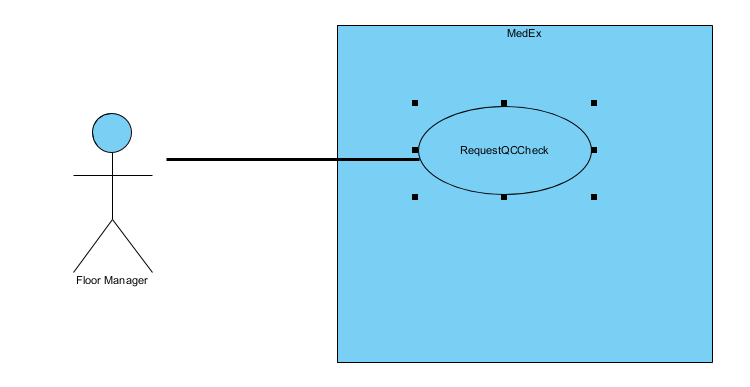 MedEx
RequestQCCheck
Floor Manager